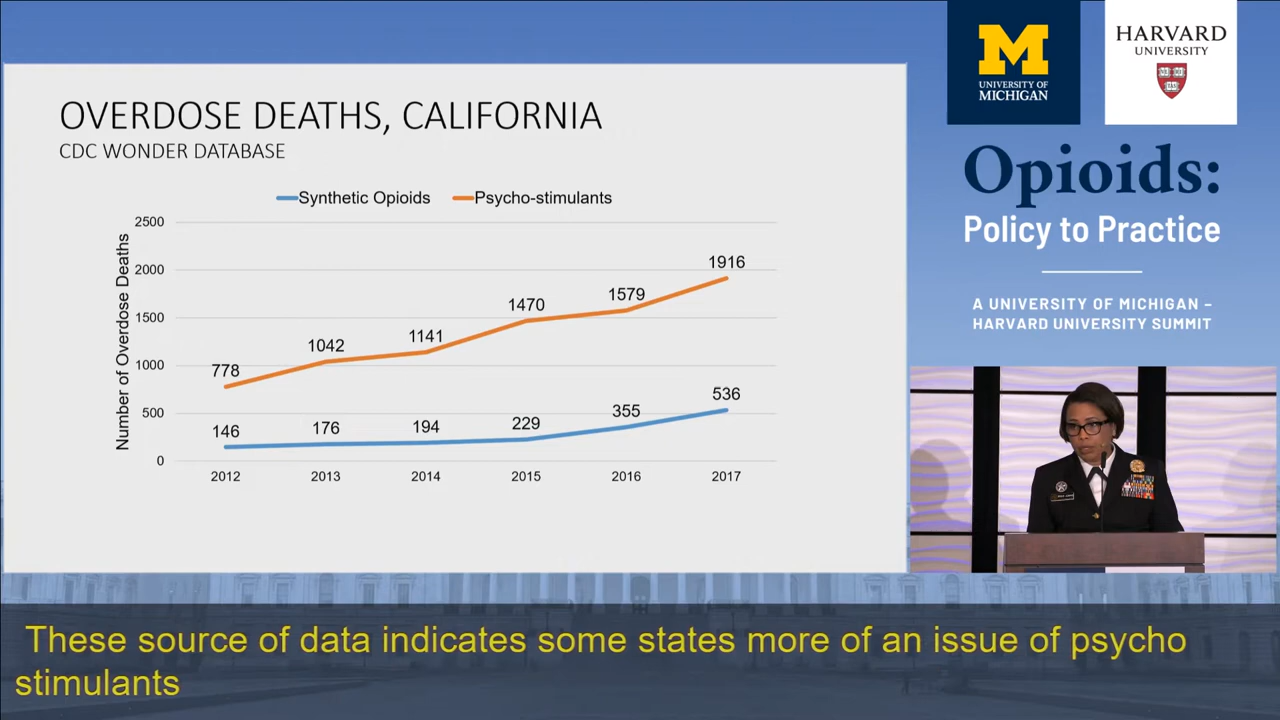 OVERDOSE DEATHS, CALIFORNIA
CDC WONDER DATABASE
Synthetic Opioids
Psycho-stimulants
Number of Overdose Deaths
2500
2000
1500
1000
500
0
778
1042
1141
1470
1579
1916
146
176
194
229
355
536
2012
2013
2014
2015
2016
2017
M
UNIVERSITY OF
MICHIGAN
HARVARD
UNIVERSITY
Opioids:
Policy to Practice
A UNIVERSITY OF MICHIGAN –
HARVARD UNIVERSITY SUMMIT
These source of data indicates some states more of an issue of psycho
stimulants